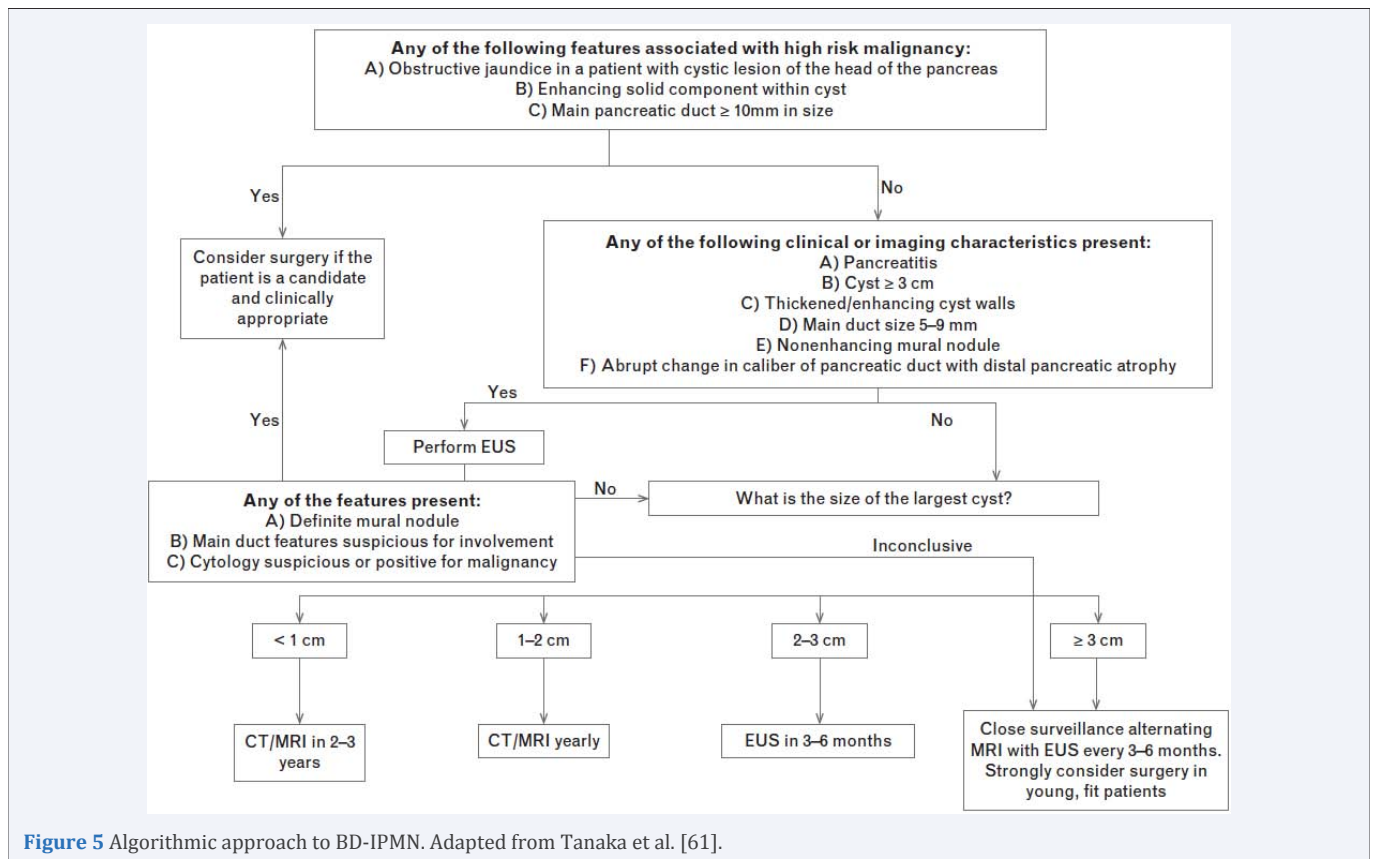 Any of the following features associated with high risk malignancy:
A) Obstructive jaundice in a patient with cystic lesion of the head of the pancreas
B) Enhancing solid component within cyst
C) Main pancreatic duct ≥ 10mm in size
Yes
No
Consider surgery if the
patient is a candidate
and clinically
appropriate
Any of the following clinical or imaging characteristics present:
A) Pancreatitis
B) Cyst ≥ 3 cm
C) Thickened/enhancing cyst walls
D) Main duct size 5–9 mm
E) Nonenhancing mural nodule
F) Abrupt change in caliber of pancreatic duct with distal pancreatic atrophy
Yes
No
Yes
Perform EUS
Any of the features present:
A) Definite mural nodule
B) Main duct features suspicious for involvement
C) Cytology suspicious or positive for malignancy
No
What is the size of the largest cyst?
Inconclusive
< 1 cm
1–2 cm
2–3 cm
≥ 3 cm
CT/MRI in 2–3
years
CT/MRI yearly
EUS in 3–6 months
Close surveillance alternating
MRI with EUS every 3–6 months.
Strongly consider surgery in
young, fit patients
Figure 5 Algorithmic approach to BD-IPMN. Adapted from Tanaka et al. [61].